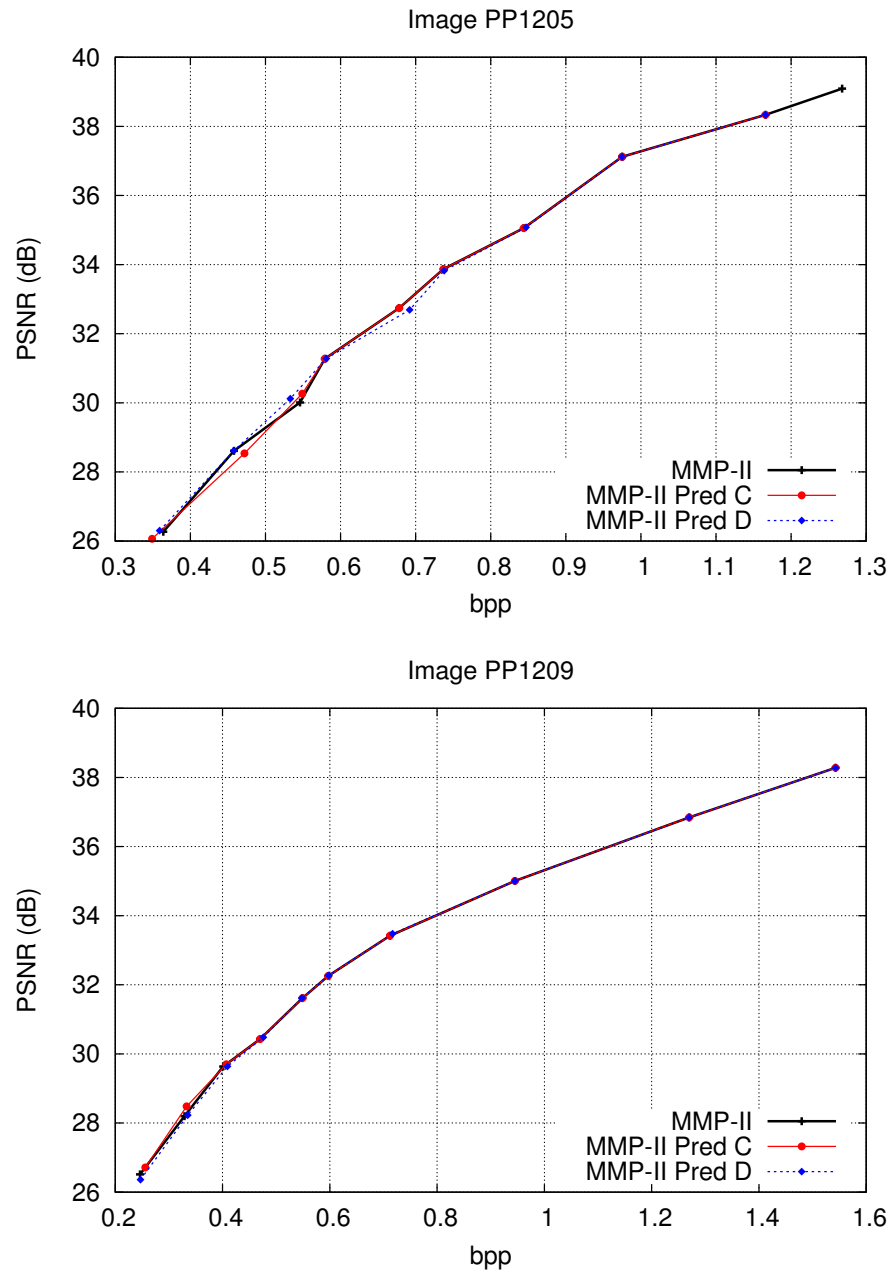 Image PP1205
40
38
36
34
32
30
28
26
PSNR (dB)
MMP-II
MMP-II Pred C
MMP-II Pred D
0.3 0.4 0.5 0.6 0.7 0.8 0.9 1 1.1 1.2 1.3
bpp
Image PP1209
40
38
36
34
32
30
28
26
PSNR (dB)
MMP-II
MMP-II Pred C
MMP-II Pred D
0.2 0.4 0.6 0.8 1 1.2 1.4 1.6
bpp